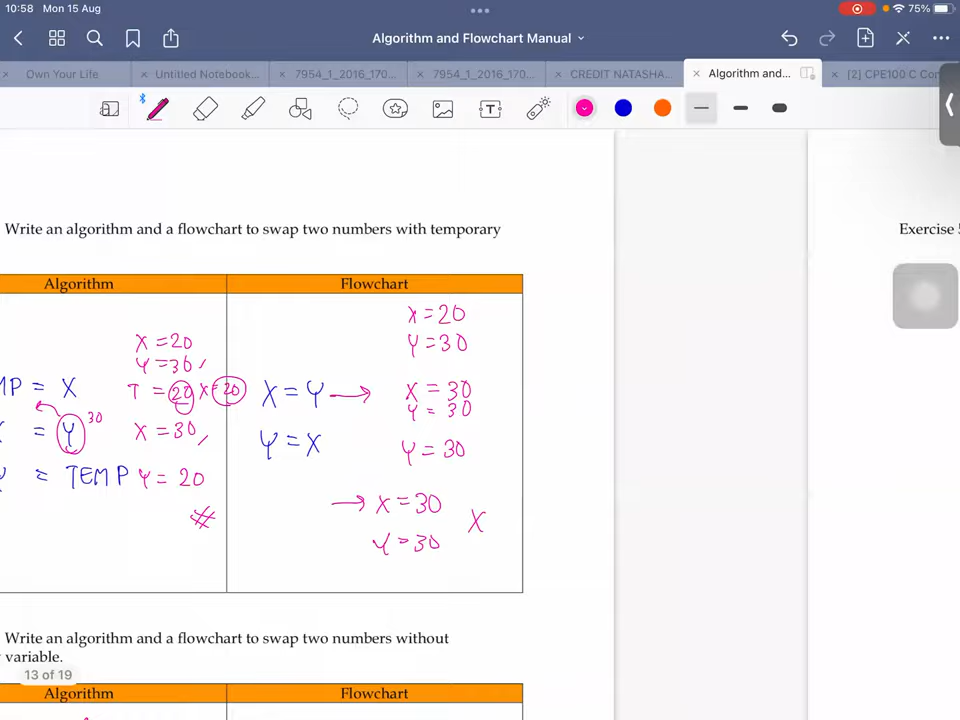 10:58 Mon 15 Aug
75%
Algorithm and Flowchart Manual
Own Your Life
Untitled Notebook...
7954_1_2016_170...
7954_1_2016_170...
CREDIT NATASHA...
Algorithm and...
[2] CPE100 C Con
Write an algorithm and a flowchart to swap two numbers with temporary
Exercise 5
Algorithm
Flowchart
X = 20
Y = 30
T = 20 X = 20
X = 30
Y = 20
MP = X
= Y 30
= TEMP
X = Y
Y = X
X = 20
Y = 30
X = 30
Y = 30
Y = 30
X = 30
Y = 30
X
Write an algorithm and a flowchart to swap two numbers without
variable.
13 of 19
Algorithm
Flowchart